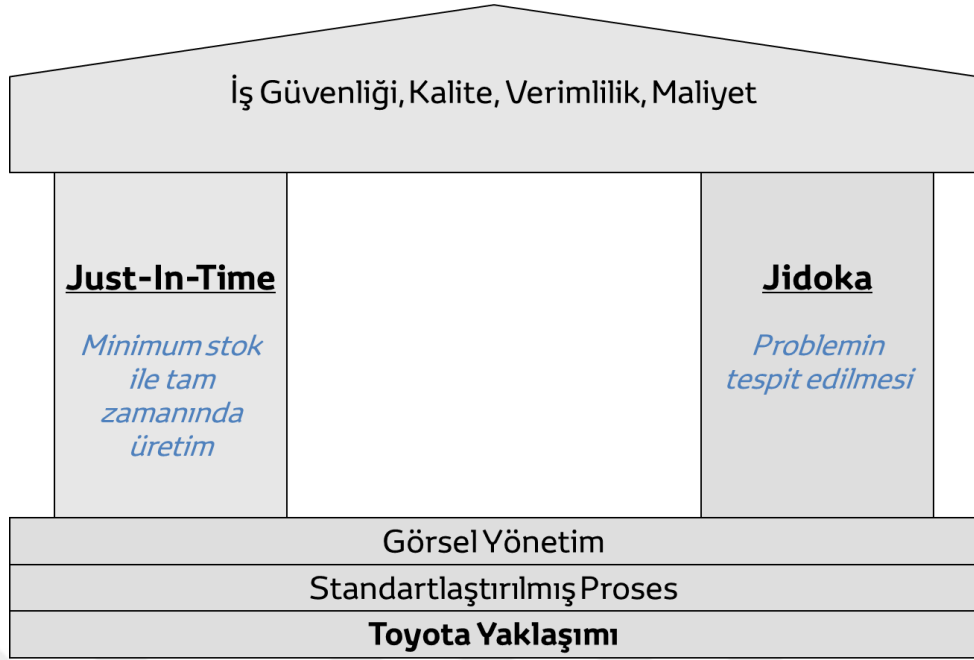 İş Güvenliği, Kalite, Verimlilik, Maliyet
Just-In-Time
Minimum stok
ile tam
zamanında
üretim
Jidoka
Problemin
tespit edilmesi
Görsel Yönetim
Standartlaştırılmış Proses
Toyota Yaklaşımı